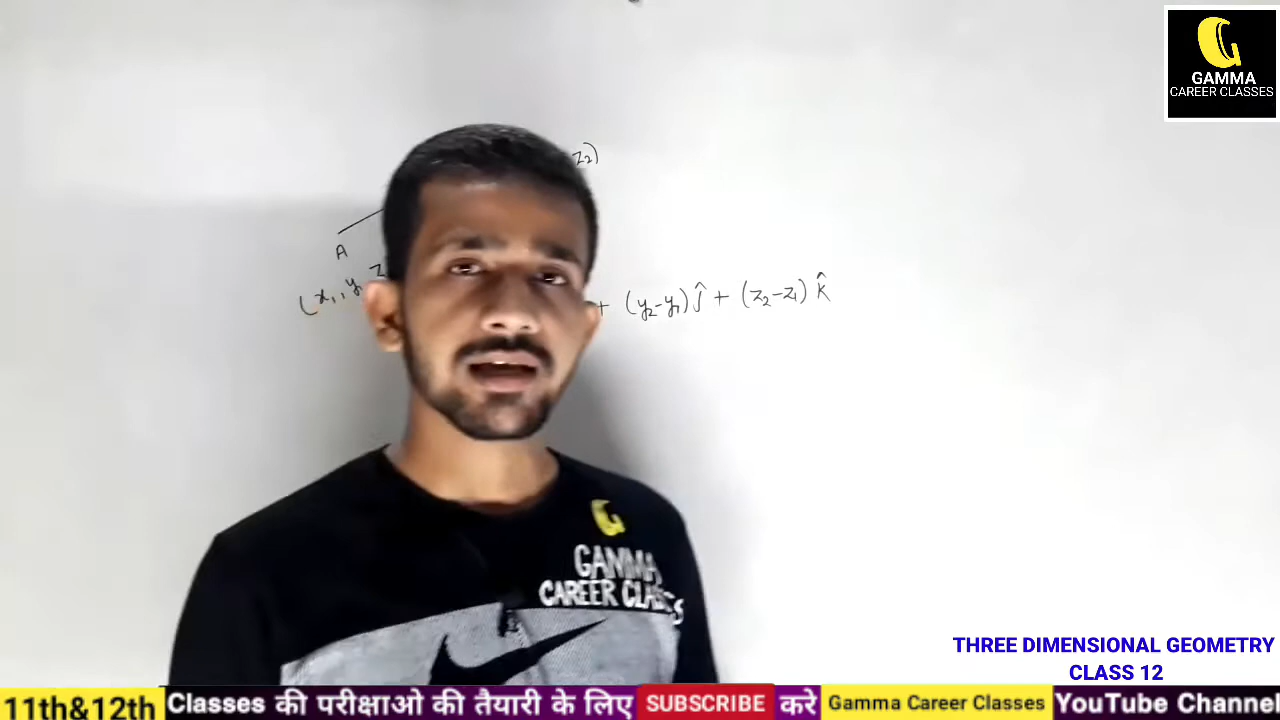 GAMMA
CAREER CLASSES
z₂)
A
(x₁, y₁ z
+ (y₂-y₁) ĵ + (z₂-z₁) k̂
GAMMA
CAREER CLASSES
THREE DIMENSIONAL GEOMETRY
CLASS 12
11th&12th Classes की परीक्षाओ की तैयारी के लिए SUBSCRIBE करे Gamma Career Classes YouTube Channel